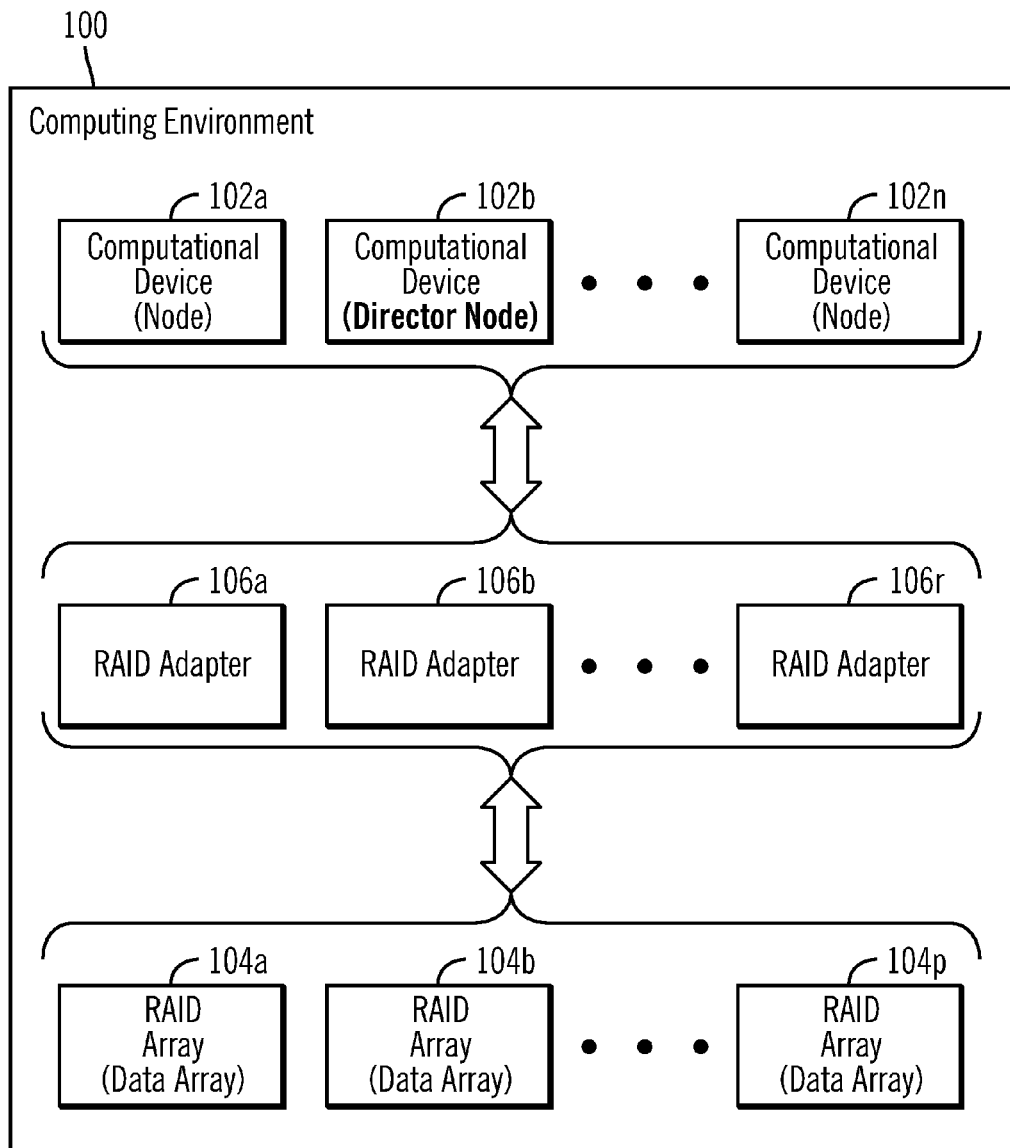 100
Computing Environment
102a
102b
102n
Computational
Device
(Node)
Computational
Device
(Director Node)
Computational
Device
(Node)
106a
106b
106r
RAID Adapter
RAID Adapter
RAID Adapter
104a
104b
104p
RAID
Array
(Data Array)
RAID
Array
(Data Array)
RAID
Array
(Data Array)